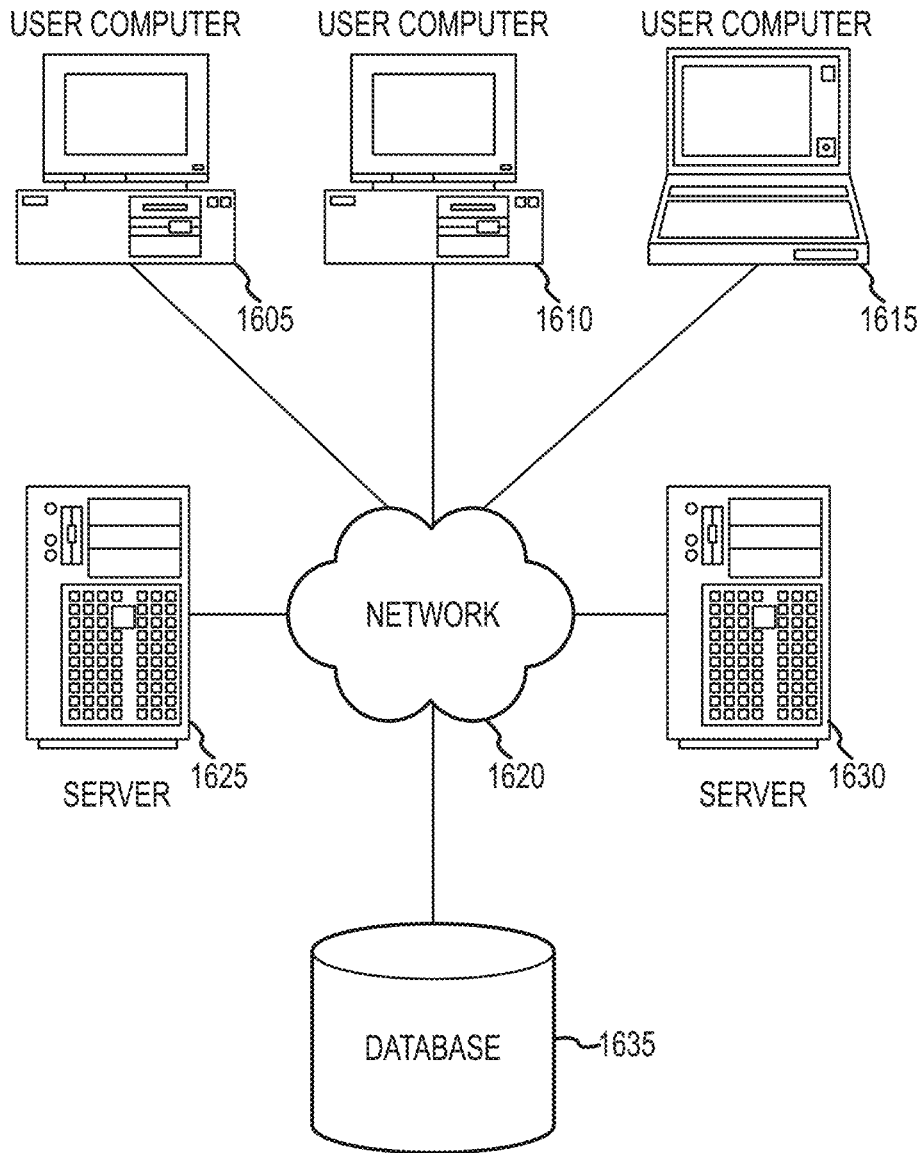 USER COMPUTER
USER COMPUTER
USER COMPUTER
1605
1610
1615
NETWORK
1625
1620
1630
SERVER
SERVER
DATABASE
1635